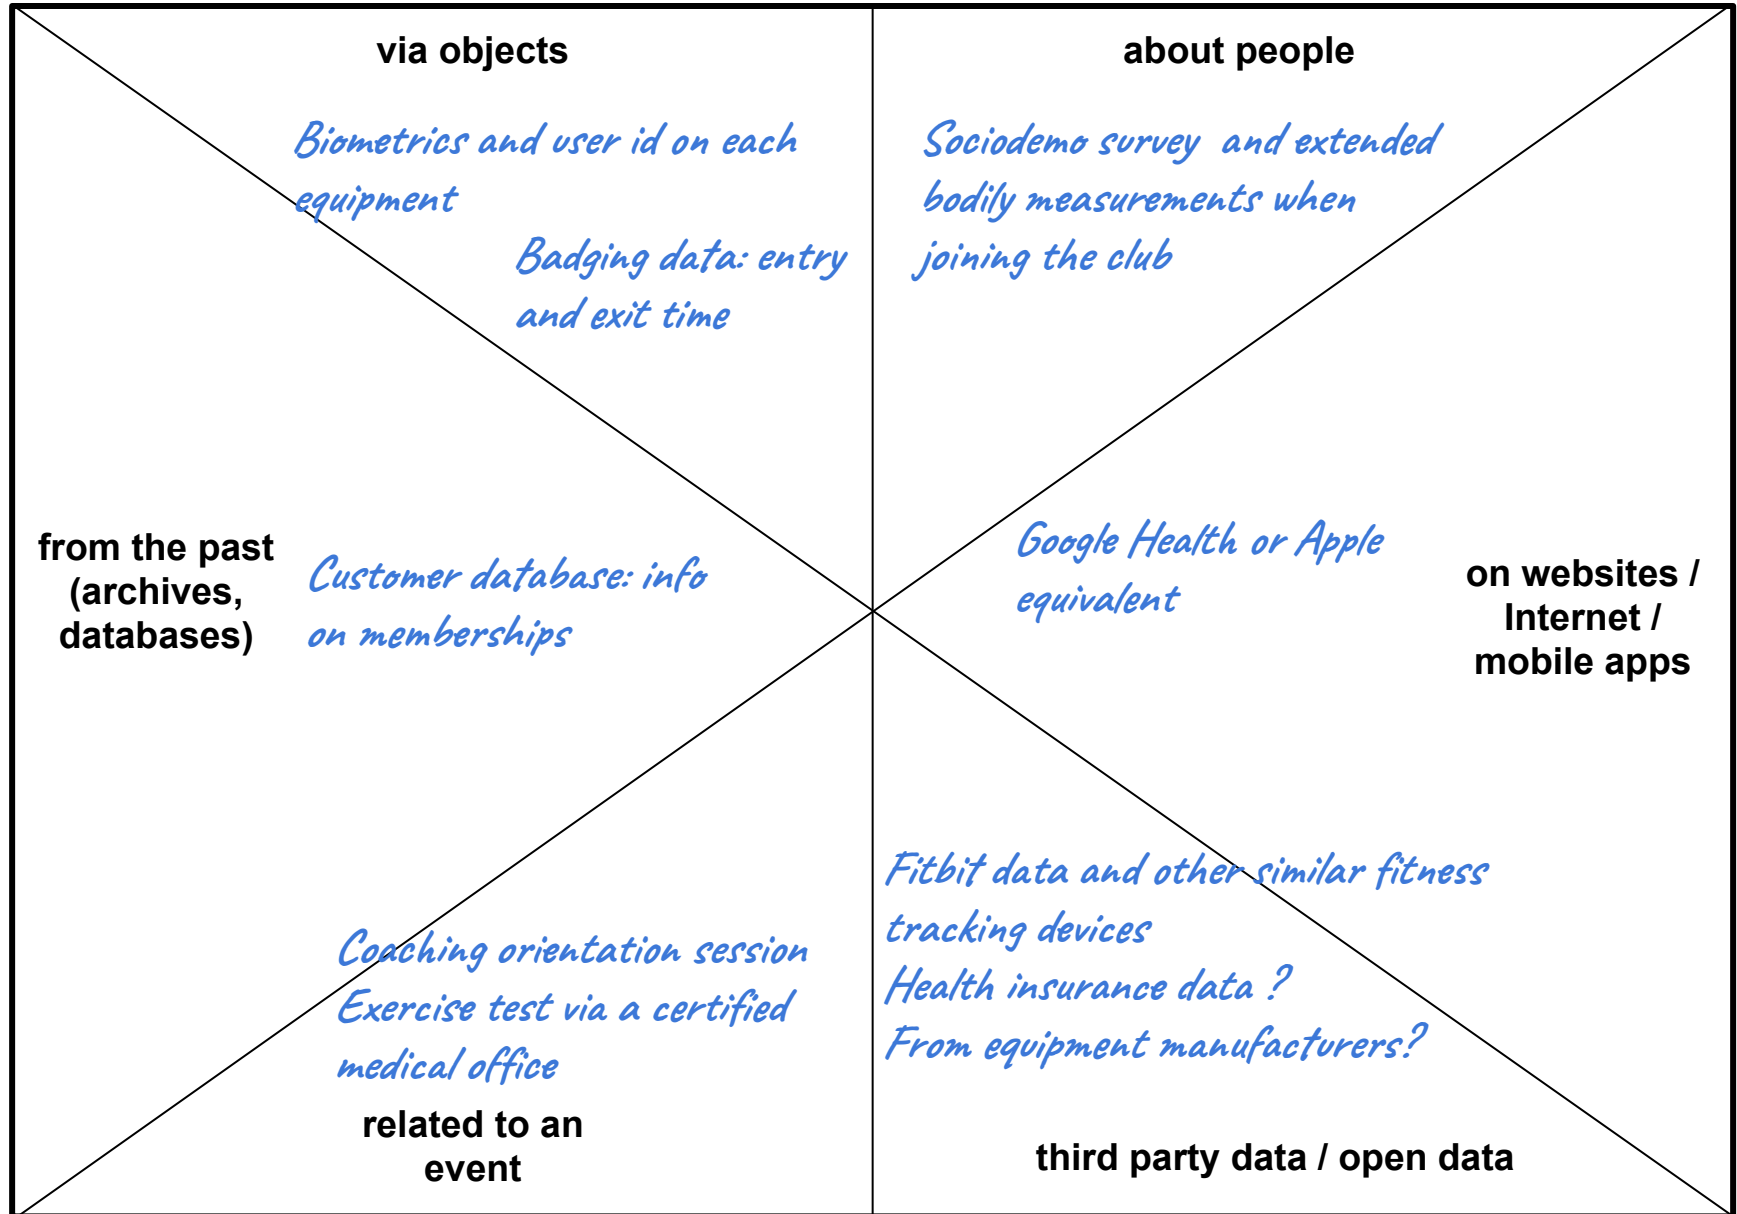 via objects
Biometrics and user id on each
equipment
Badging data: entry
and exit time
about people
Sociodemo survey and extended
bodily measurements when
joining the club
from the past
(archives,
databases)
Customer database: info
on memberships
Google Health or Apple
equivalent
on websites /
Internet /
mobile apps
Coaching orientation session
Exercise test via a certified
medical office
related to an
event
Fitbit data and other similar fitness
tracking devices
Health insurance data ?
From equipment manufacturers?
third party data / open data